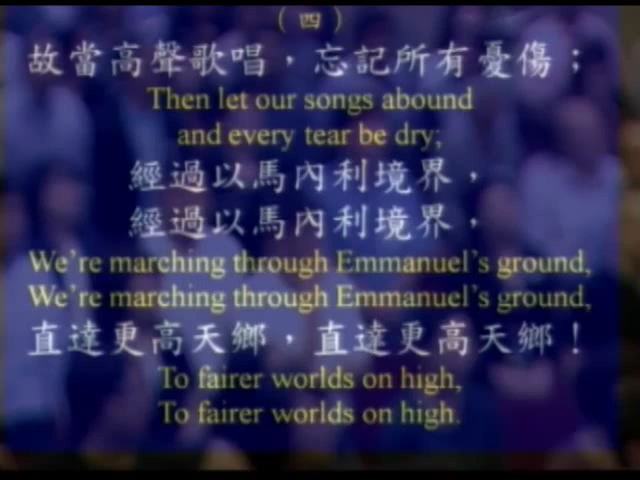 （四）
故當高聲歌唱，忘記所有憂傷；
Then let our songs abound
and every tear be dry;
經過以馬內利境界，
經過以馬內利境界，
We're marching through Emmanuel's ground,
We're marching through Emmanuel's ground,
直達更高天鄉，直達更高天鄉！
To fairer worlds on high,
To fairer worlds on high.